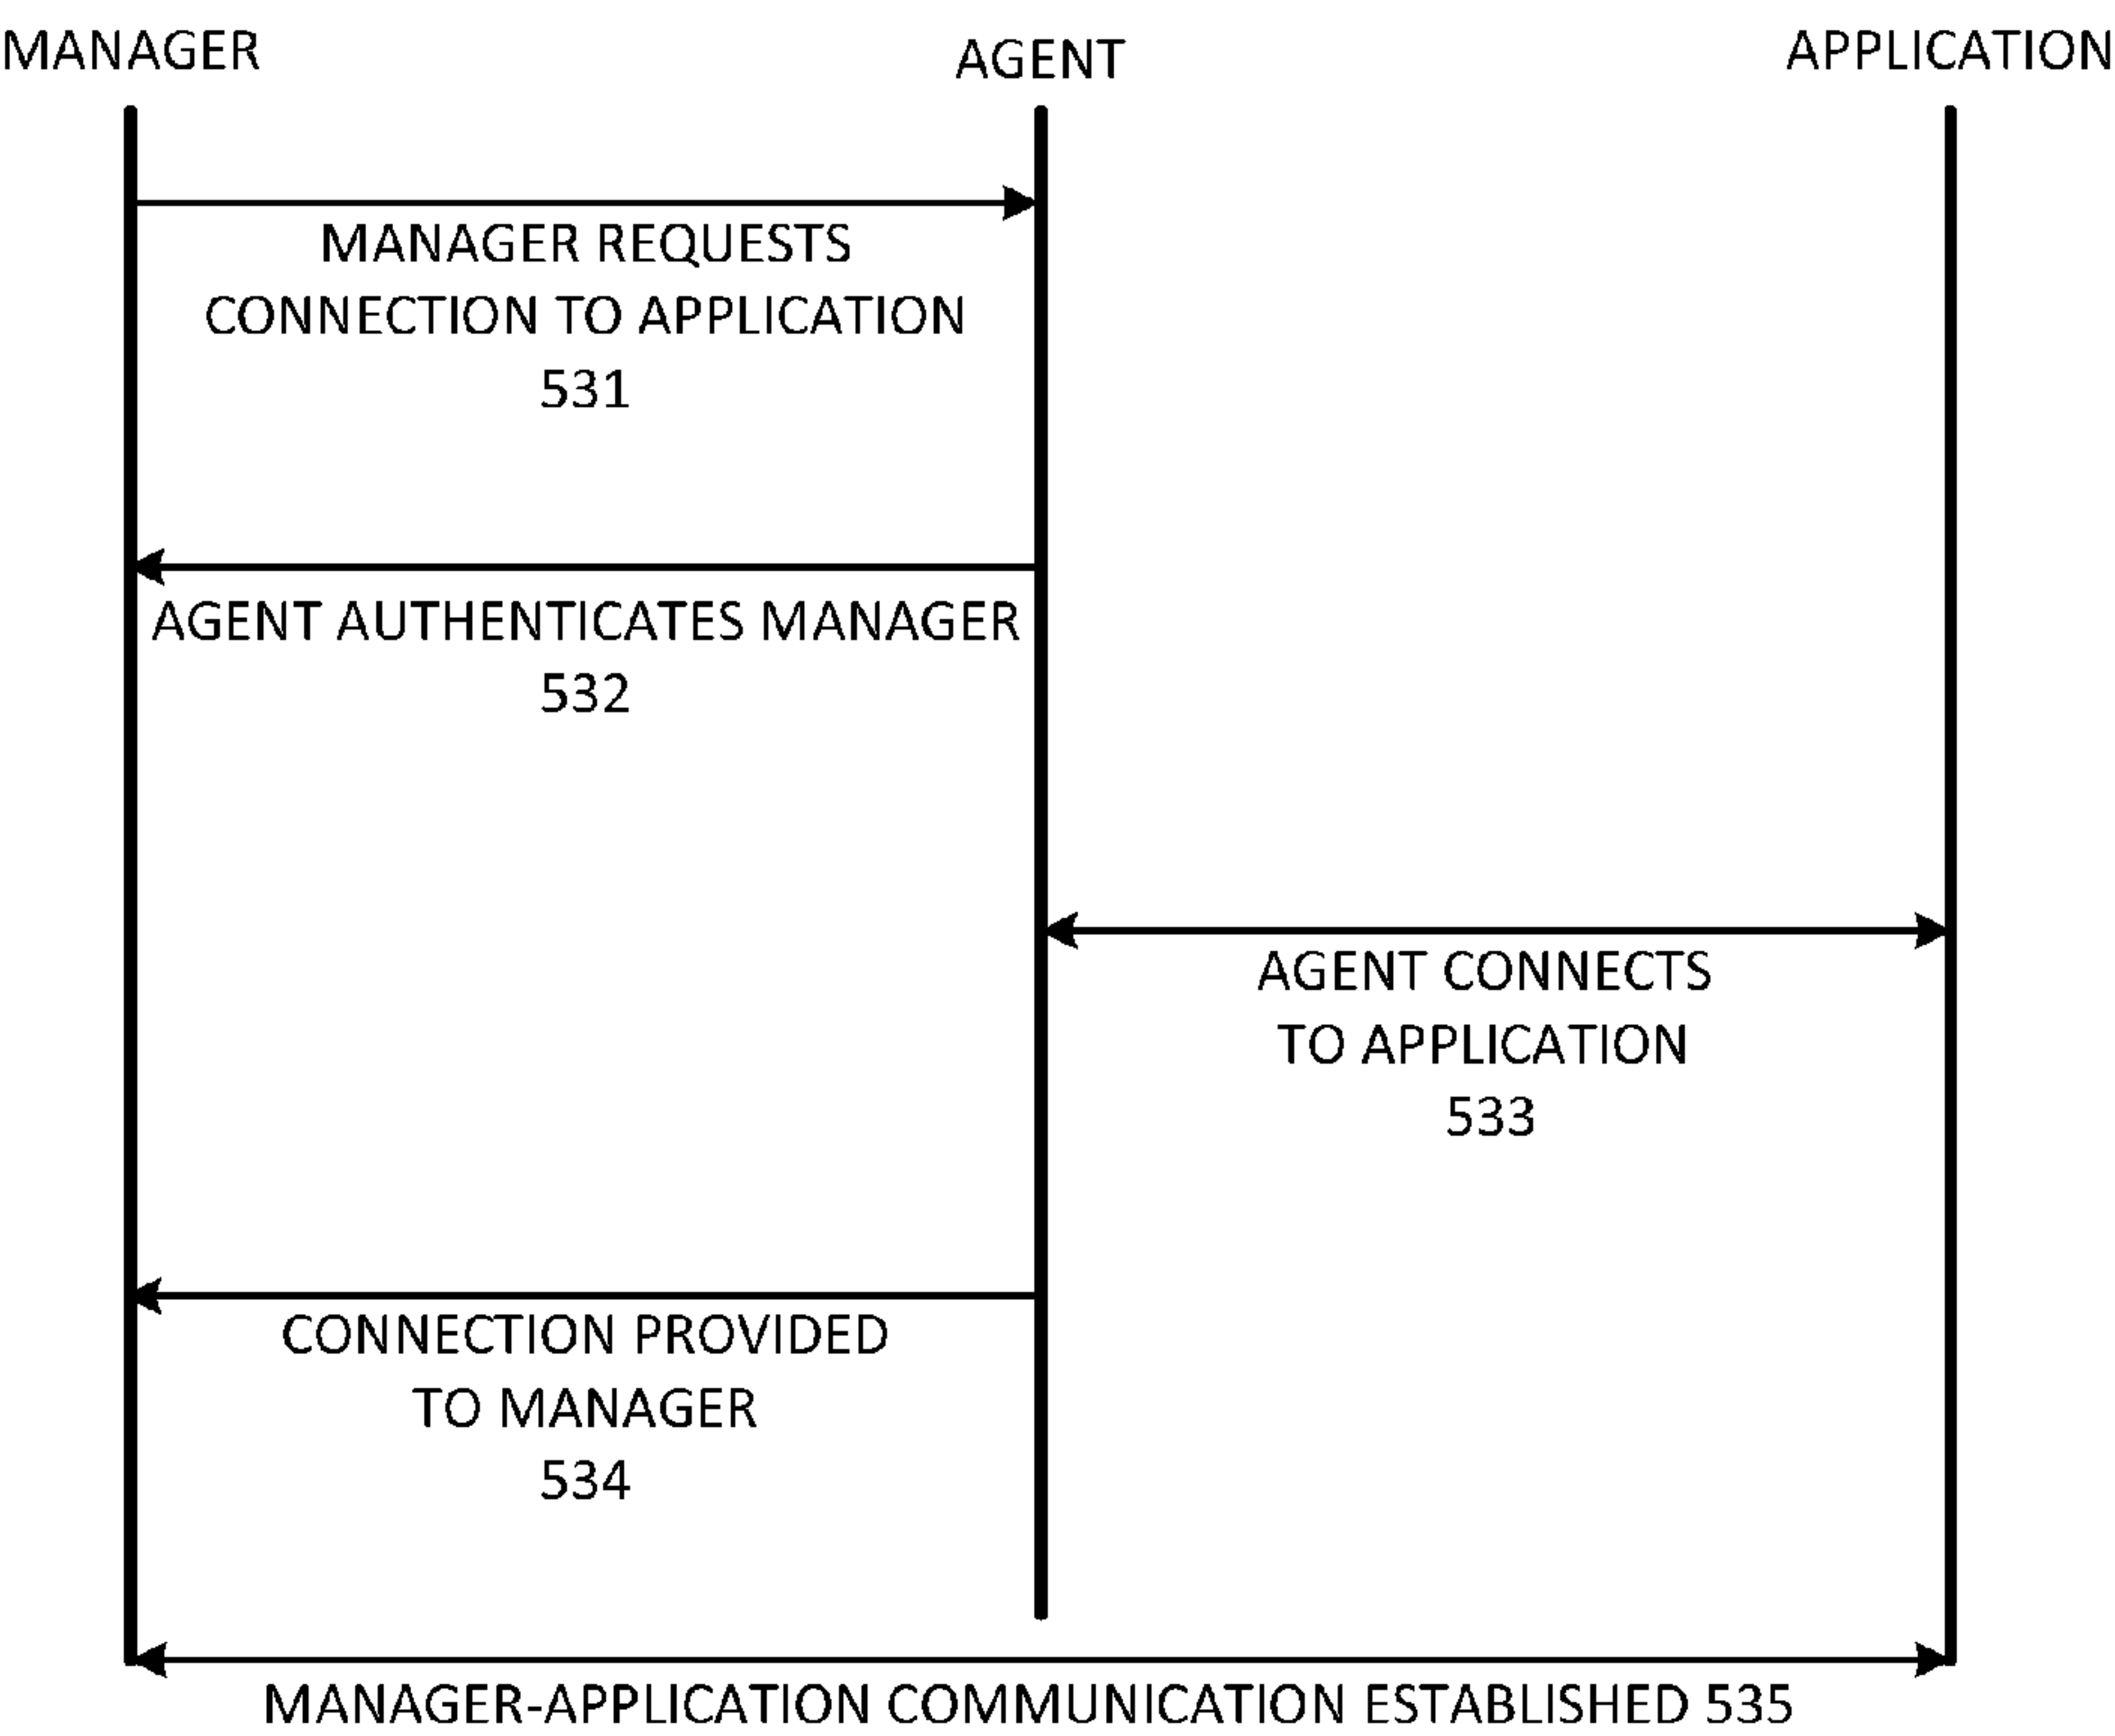 MANAGER
AGENT
APPLICATION
MANAGER REQUESTS
CONNECTION TO APPLICATION
531
AGENT AUTHENTICATES MANAGER
532
AGENT CONNECTS
TO APPLICATION
533
CONNECTION PROVIDED
TO MANAGER
534
MANAGER-APPLICATION COMMUNICATION ESTABLISHED 535